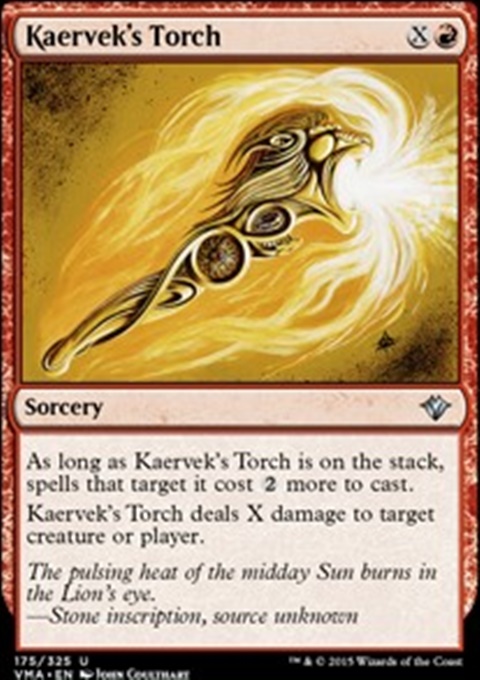 Kaervek's Torch X
Sorcery
As long as Kaervek's Torch is on the stack,
spells that target it cost 2 more to cast.
Kaervek's Torch deals X damage to target
creature or player.
The pulsing heat of the midday Sun burns in
the Lion's eye.
—Stone inscription, source unknown
175/325 U
VMA • EN John Coulthart
™ & © 2015 Wizards of the Coast